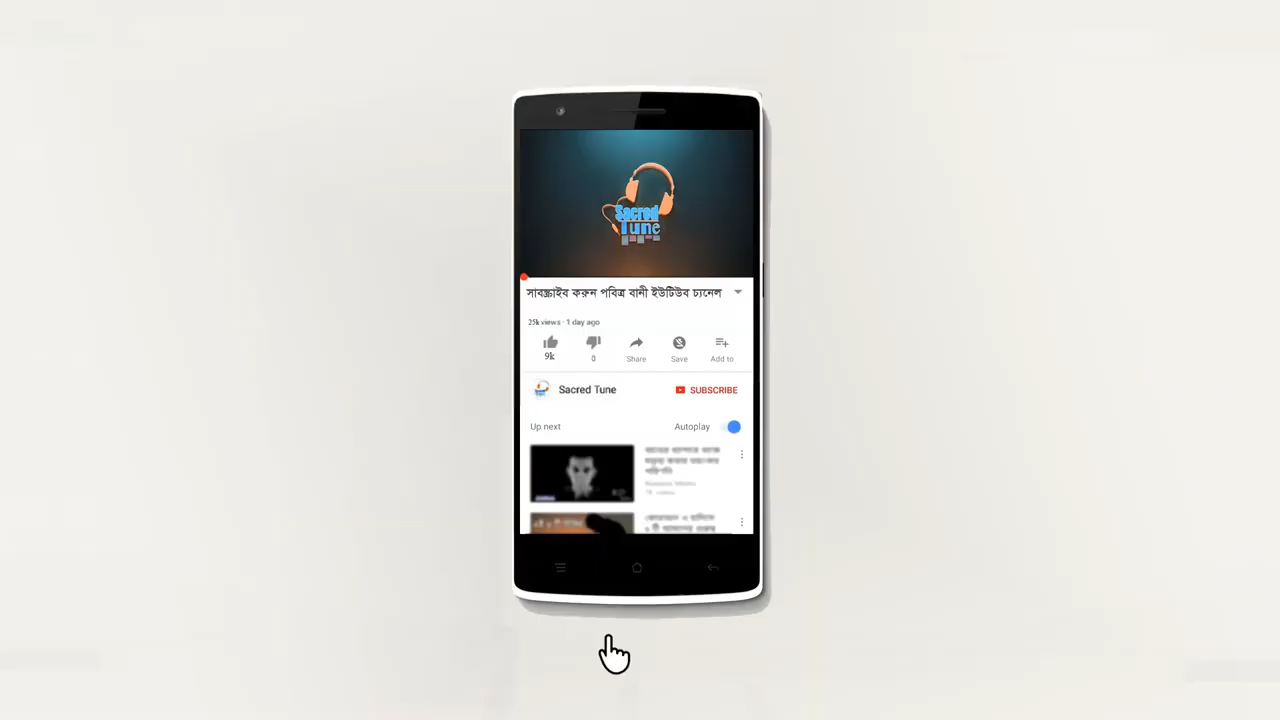 Sacred
Tune
সাবস্ক্রাইব করুন পবিত্র বানী ইউটিউব চ্যনেল
25k views · 1 day ago
9k
0
Share
Save
Add to
Sacred Tune
SUBSCRIBE
Up next
Autoplay